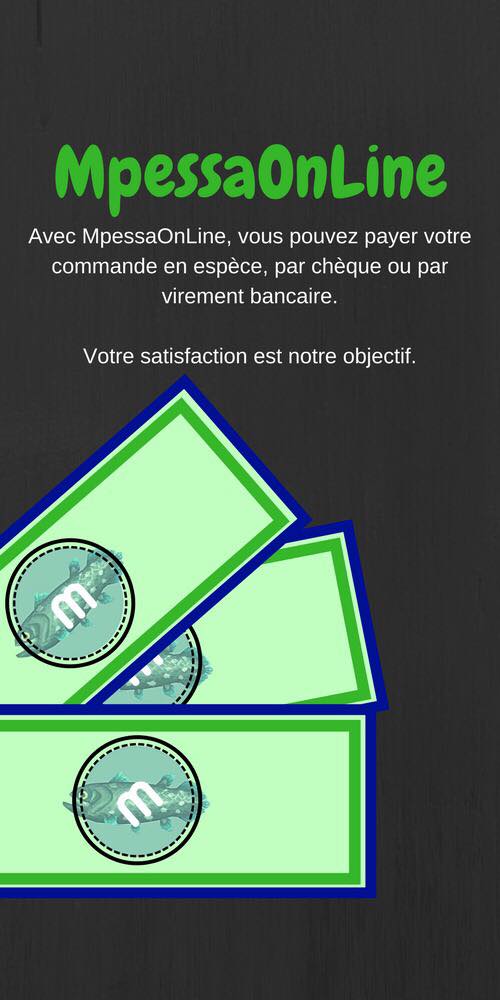 MpessaOnLine
Avec MpessaOnLine, vous pouvez payer votre
commande en espèce, par chèque ou par
virement bancaire.
Votre satisfaction est notre objectif.
m
m
m